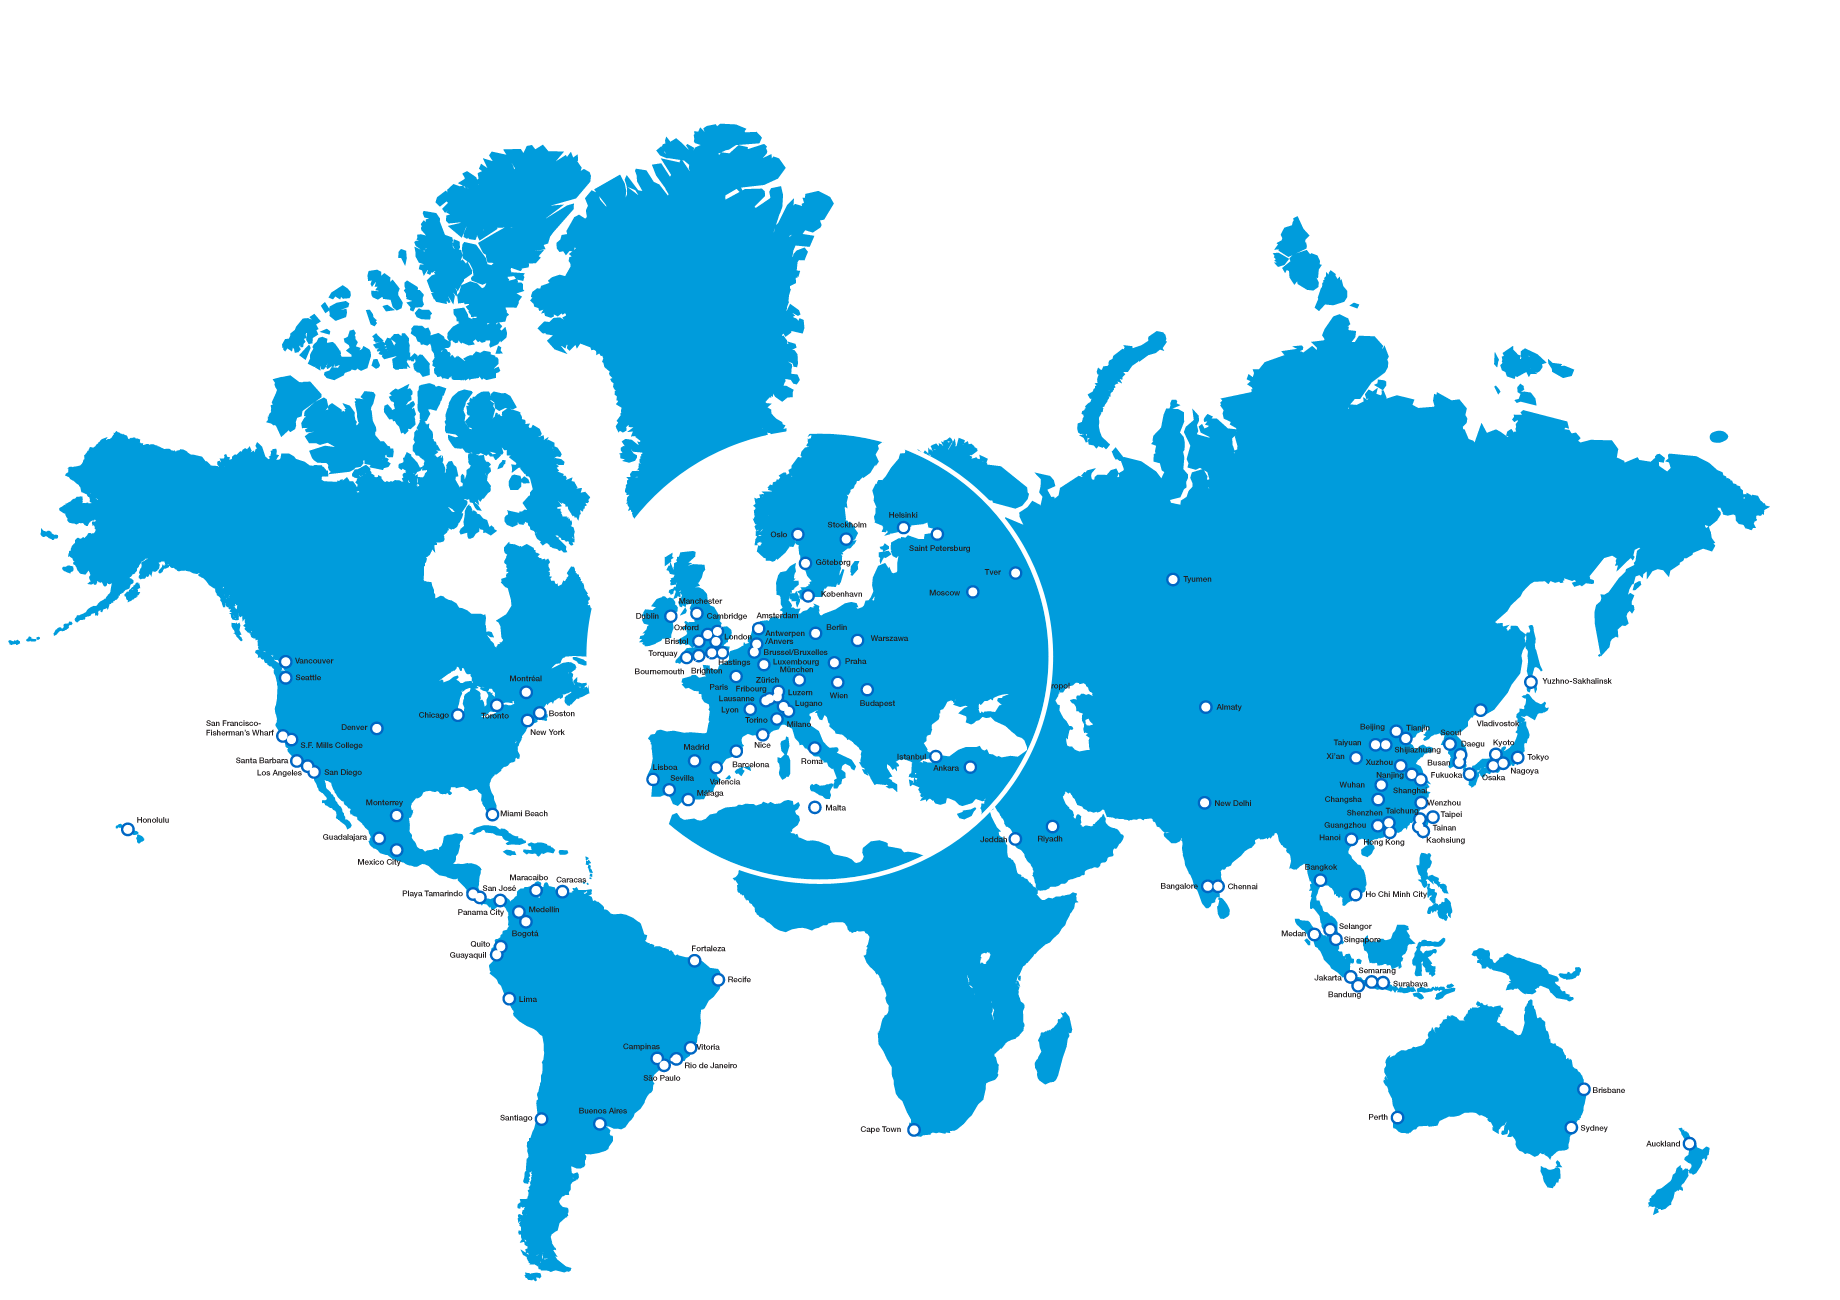 Helsinki
Stockholm
Oslo
Saint Petersburg
Göteborg
Tver
Moscow
København
Tyumen
Manchester
Dublin
Cambridge
Amsterdam
Oxford
Berlin
Antwerpen
/Anvers
London
Bristol
Warszawa
Torquay
Brussel/Bruxelles
Hastings
Luxembourg
Praha
Bournemouth
Brighton
München
Zürich
Paris
Fribourg
Luzern
Wien
Lausanne
Lugano
Budapest
Lyon
Torino
Milano
Nice
Madrid
Barcelona
Roma
Istanbul
Lisboa
Sevilla
Valencia
Ankara
Málaga
Malta
ropol
Vancouver
Seattle
Montréal
Chicago
Toronto
Boston
New York
Denver
San Francisco-
Fisherman's Wharf
S.F. Mills College
Santa Barbara
Los Angeles
San Diego
Monterrey
Miami Beach
Honolulu
Guadalajara
Mexico City
Maracaibo
Caracas
Playa Tamarindo
San José
Panama City
Medellín
Bogotá
Quito
Guayaquil
Fortaleza
Recife
Lima
Campinas
Vitoria
Rio de Janeiro
São Paulo
Santiago
Buenos Aires
Cape Town
Jeddah
Riyadh
Almaty
New Delhi
Bangalore
Chennai
Yuzhno-Sakhalinsk
Vladivostok
Beijing
Tianjin
Seoul
Taiyuan
Shijiazhuang
Daegu
Kyoto
Xi'an
Xuzhou
Busan
Tokyo
Nagoya
Nanjing
Fukuoka
Osaka
Wuhan
Shanghai
Changsha
Wenzhou
Shenzhen
Taichung
Taipei
Guangzhou
Tainan
Hanoi
Hong Kong
Kaohsiung
Bangkok
Ho Chi Minh City
Medan
Selangor
Singapore
Jakarta
Semarang
Surabaya
Bandung
Brisbane
Perth
Sydney
Auckland